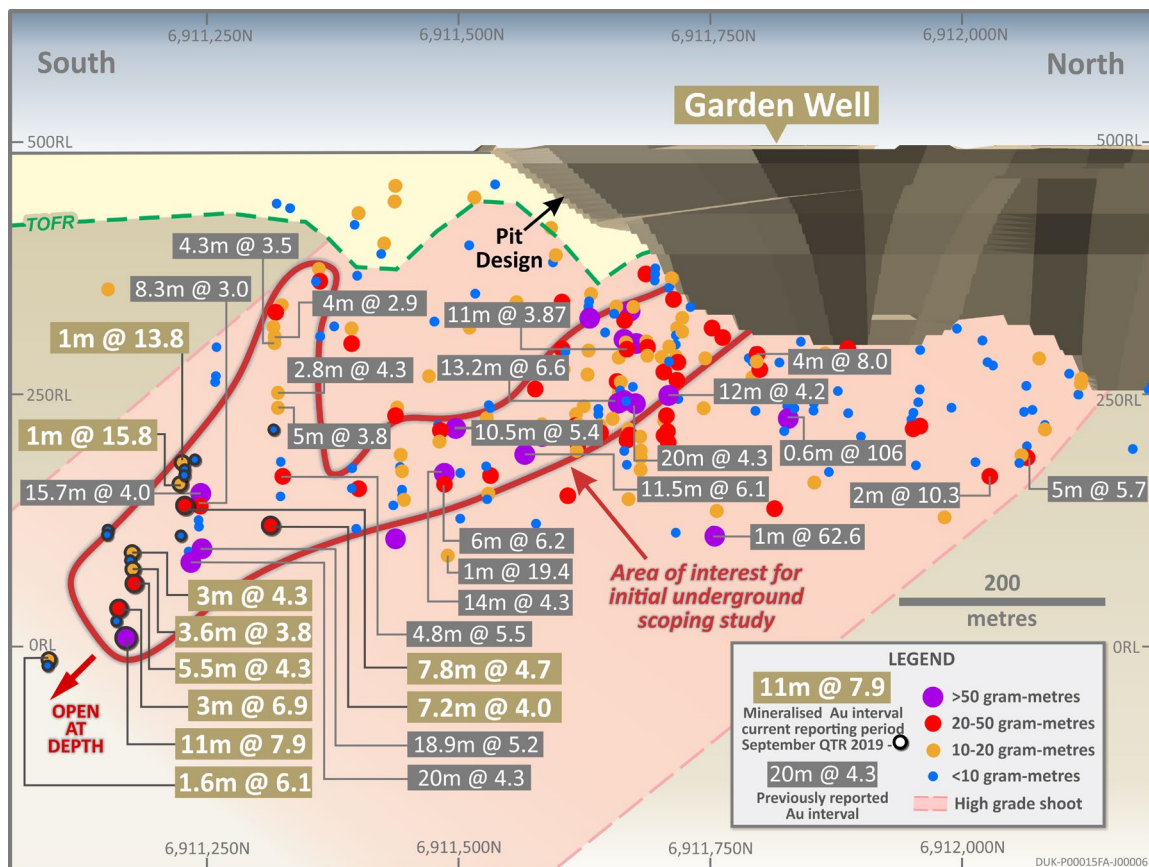 6,911,250N
6,911,500N
6,911,750N
6,912,000N
South
North
Garden Well
500RL
500RL
TOFR
Pit
Design
4.3m @ 3.5
8.3m @ 3.0
4m @ 2.9
11m @ 3.87
1m @ 13.8
2.8m @ 4.3
13.2m @ 6.6
4m @ 8.0
12m @ 4.2
250RL
250RL
1m @ 15.8
5m @ 3.8
10.5m @ 5.4
20m @ 4.3
0.6m @ 106
15.7m @ 4.0
11.5m @ 6.1
2m @ 10.3
5m @ 5.7
6m @ 6.2
1m @ 62.6
1m @ 19.4
14m @ 4.3
Area of interest for
initial underground
scoping study
200
metres
3m @ 4.3
3.6m @ 3.8
4.8m @ 5.5
0RL
0RL
5.5m @ 4.3
7.8m @ 4.7
3m @ 6.9
7.2m @ 4.0
OPEN
AT
DEPTH
11m @ 7.9
18.9m @ 5.2
1.6m @ 6.1
20m @ 4.3
LEGEND
11m @ 7.9
Mineralised Au interval
current reporting period
September QTR 2019 -
20m @ 4.3
Previously reported
Au interval
>50 gram-metres
20-50 gram-metres
10-20 gram-metres
<10 gram-metres
High grade shoot
6,911,250N
6,911,500N
6,911,750N
6,912,000N
DUK-P00015FA-J00006